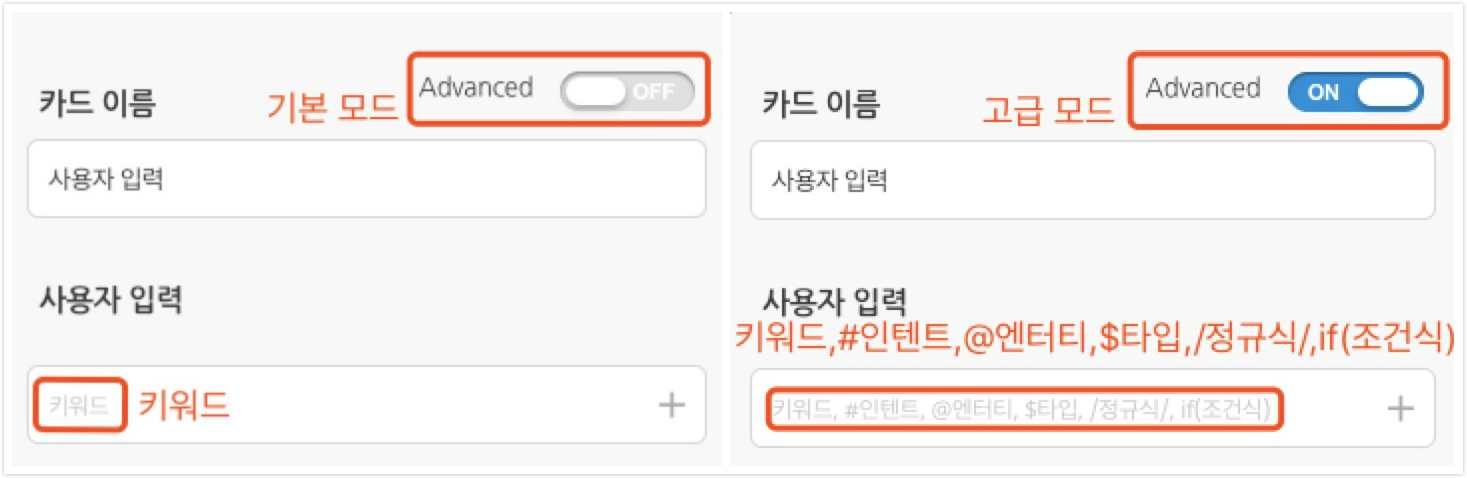 카드 이름 기본 모드 Advanced OFF
사용자 입력
사용자 입력
키워드 키워드 +
카드 이름 고급 모드 Advanced ON
사용자 입력
사용자 입력
키워드,#인텐트,@엔터티,$타입,/정규식/,if(조건식)
키워드, #인텐트, @엔터티, $타입, /정규식/, if(조건식) +